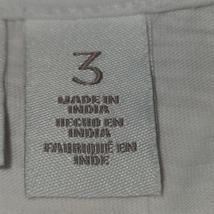 3
MADE IN
INDIA
HECHO EN
INDIA
FABRIQUÉ EN
INDE